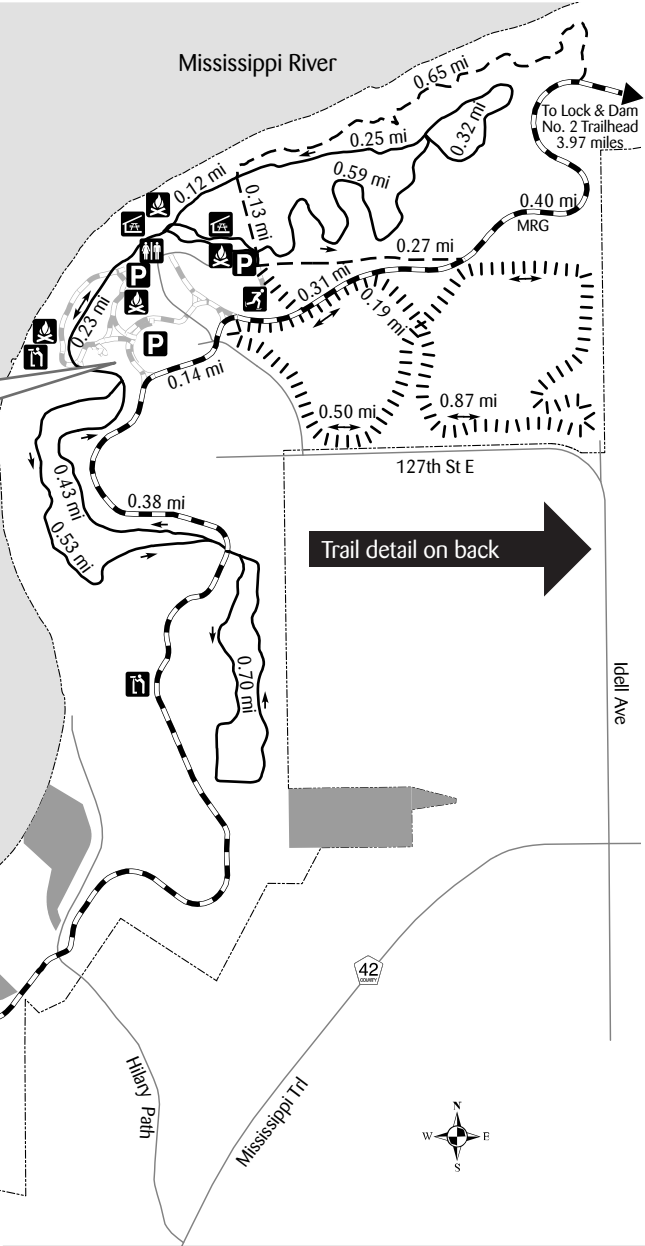 Mississippi River
0.65 mi
To Lock & Dam
No. 2 Trailhead
3.97 miles
0.32 mi
0.25 mi
0.12 mi
0.59 mi
0.13 mi
0.40 mi
MRG
0.27 mi
P
P
0.31 mi
0.23 mi
0.19 mi
P
0.14 mi
0.50 mi
0.87 mi
127th St E
0.43 mi
0.38 mi
0.53 mi
Trail detail on back
0.70 mi
Idell Ave
42
COUNTY
Hilary Path
Mississippi Trl
N
W
E
S